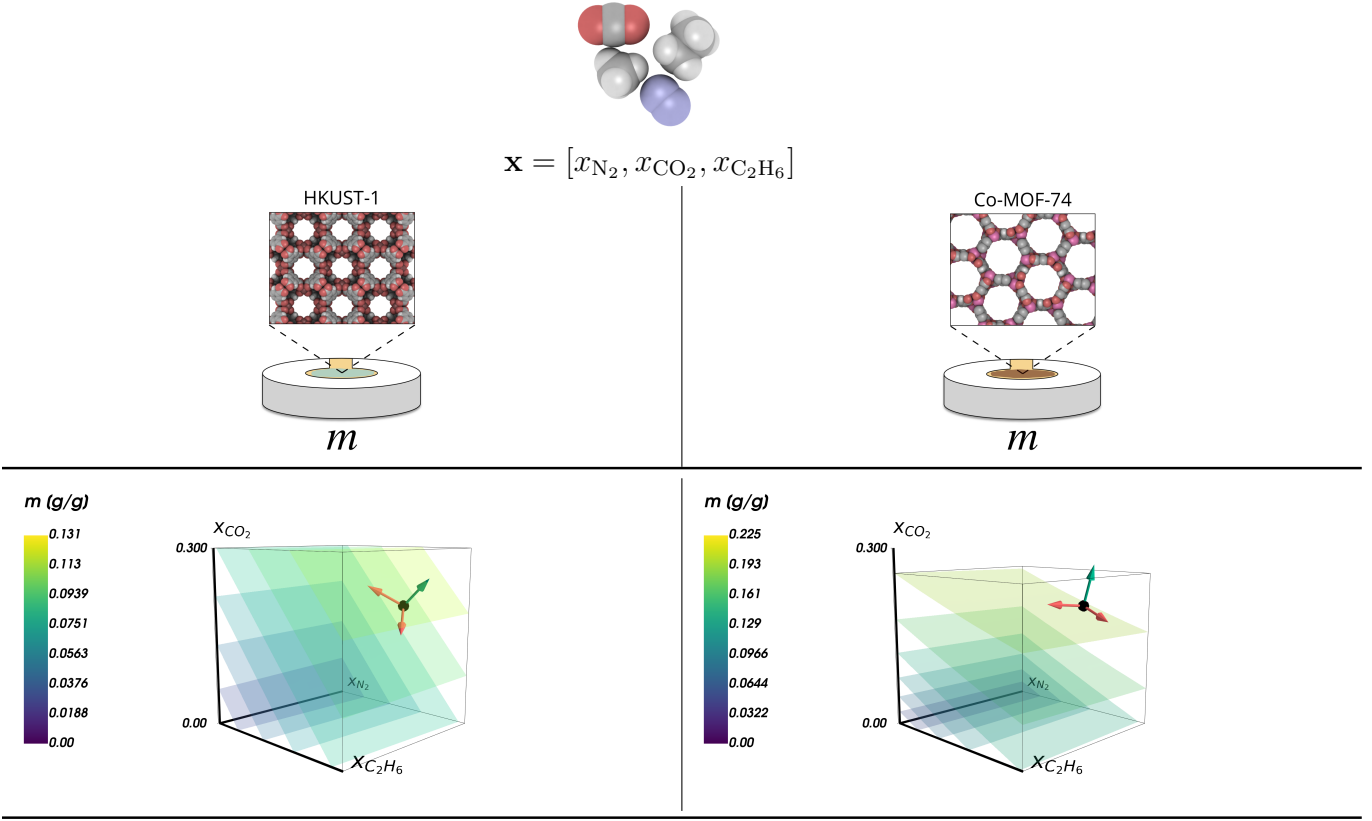 x = [x_N₂, x_CO₂, x_C₂H₆]
HKUST-1
Co-MOF-74
m
m
m (g/g)
0.131
0.113
0.0939
0.0751
0.0563
0.0376
0.0188
0.00
x_CO₂
0.300
0.00
x_N₂
x_C₂H₆
m (g/g)
0.225
0.193
0.161
0.129
0.0966
0.0644
0.0322
0.00
x_CO₂
0.300
0.00
x_N₂
x_C₂H₆